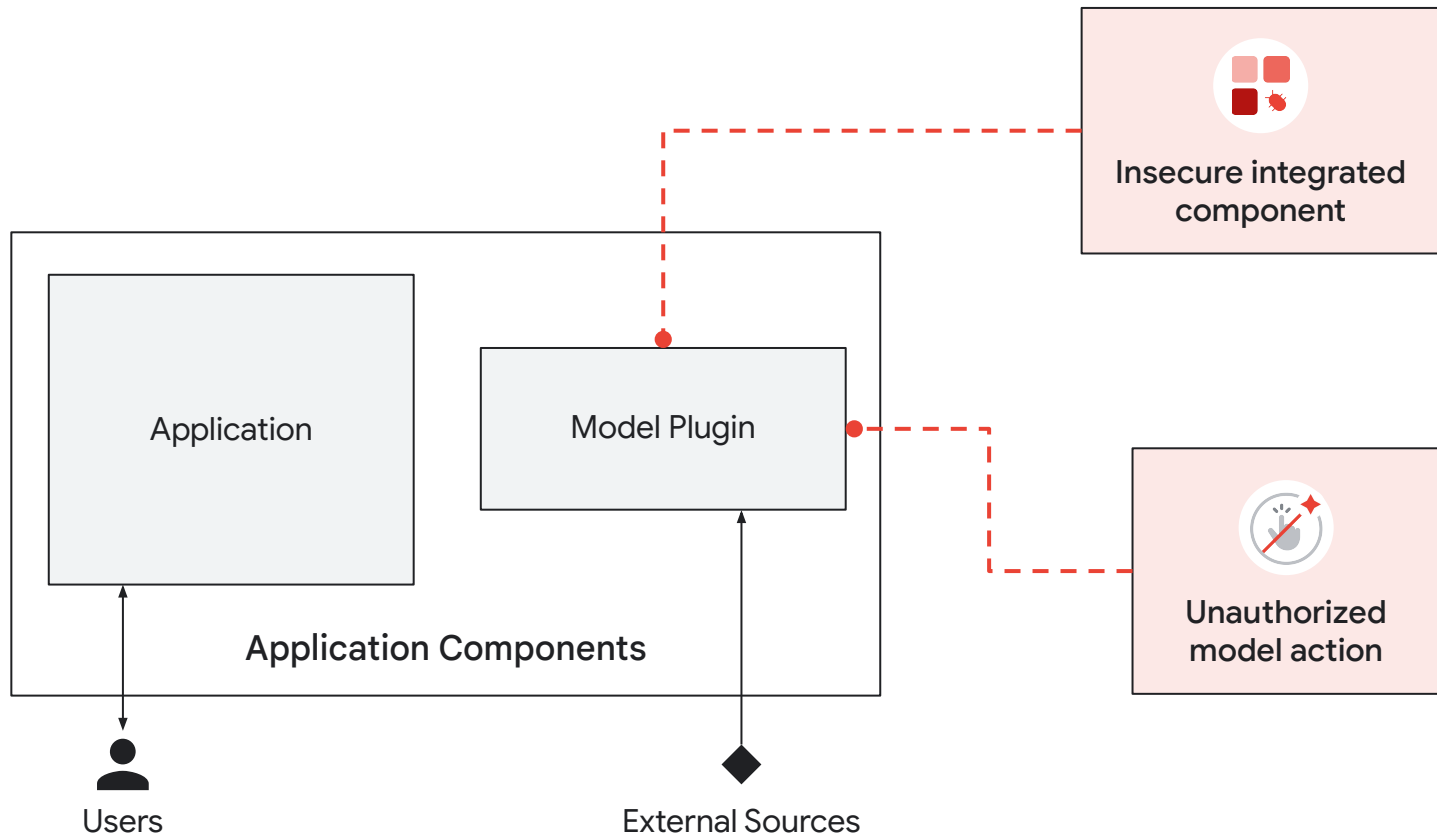 Insecure integrated
component
Application
Model Plugin
Unauthorized
model action
Application Components
Users
External Sources